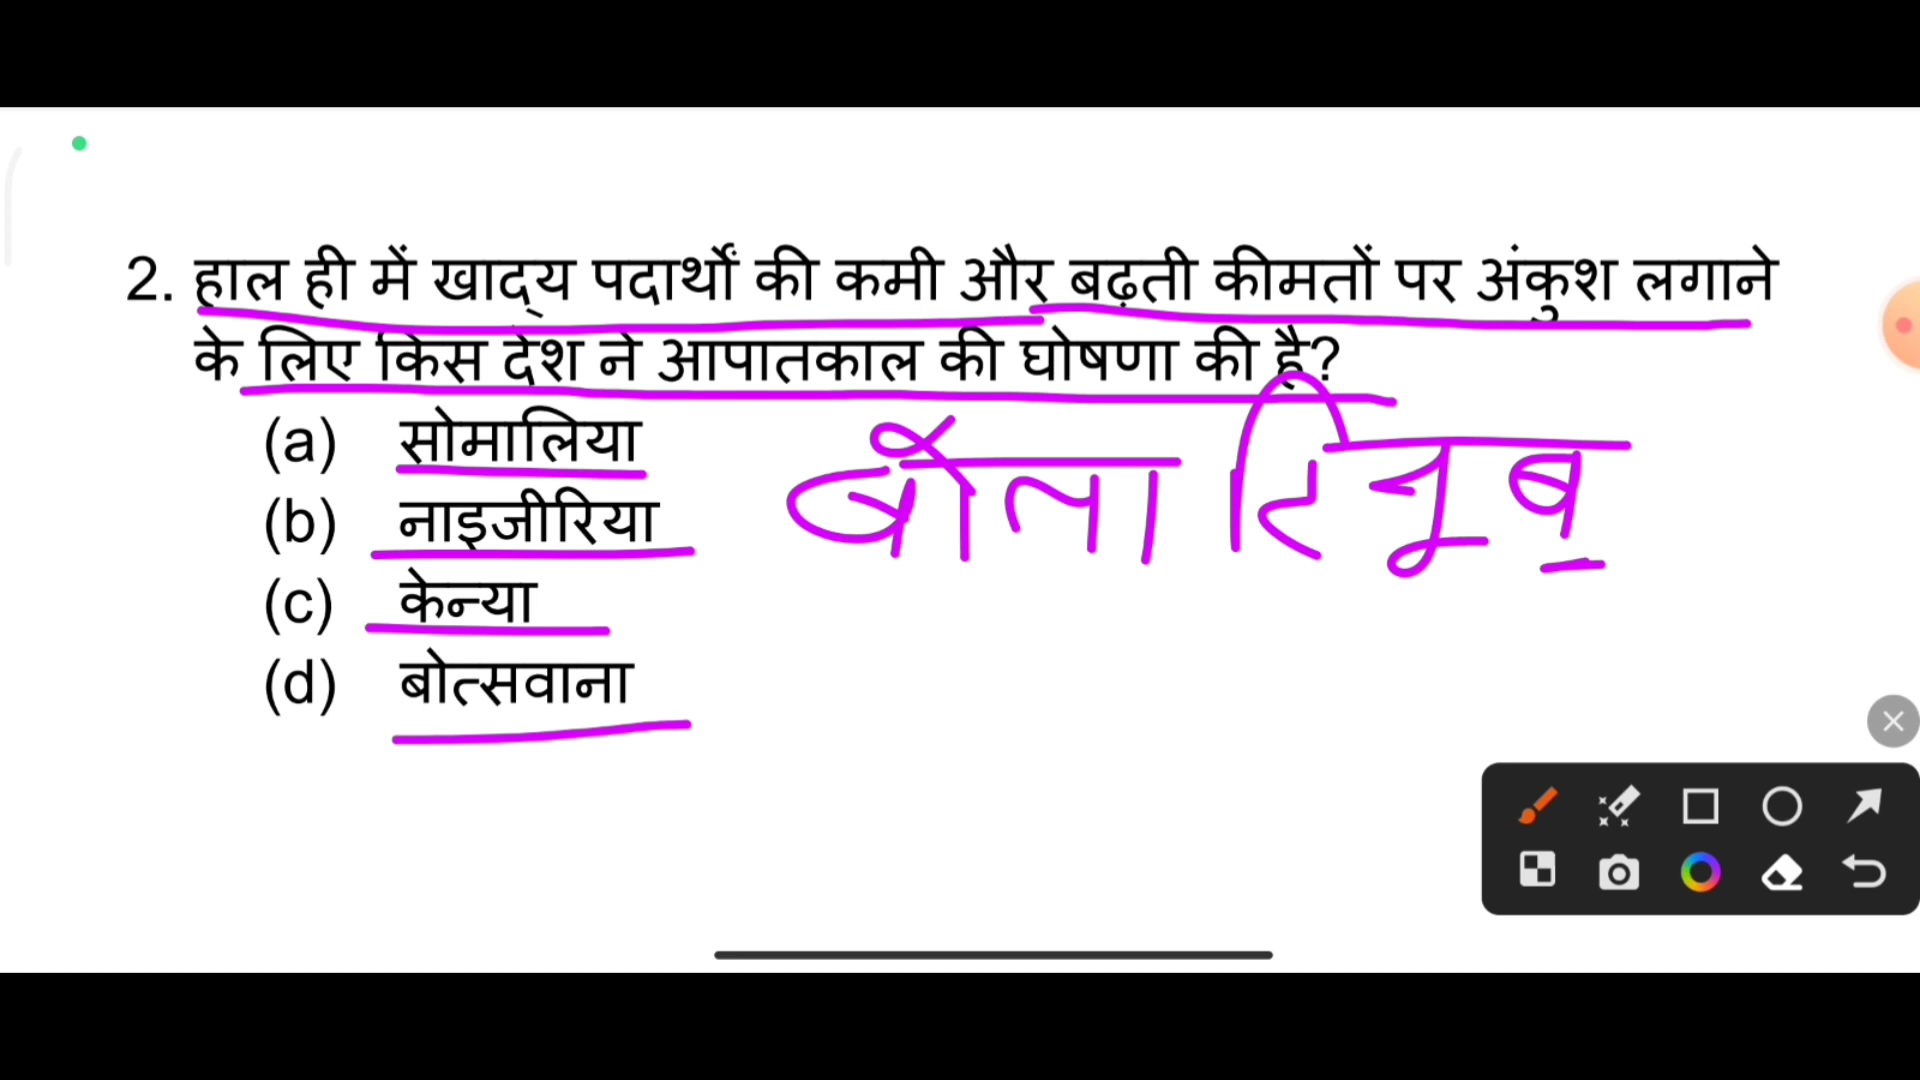 2. हाल ही में खाद्य पदार्थों की कमी और बढ़ती कीमतों पर अंकुश लगाने
के लिए किस देश ने आपातकाल की घोषणा की है?
(a) सोमालिया
(b) नाइजीरिया
(c) केन्या
(d) बोत्सवाना